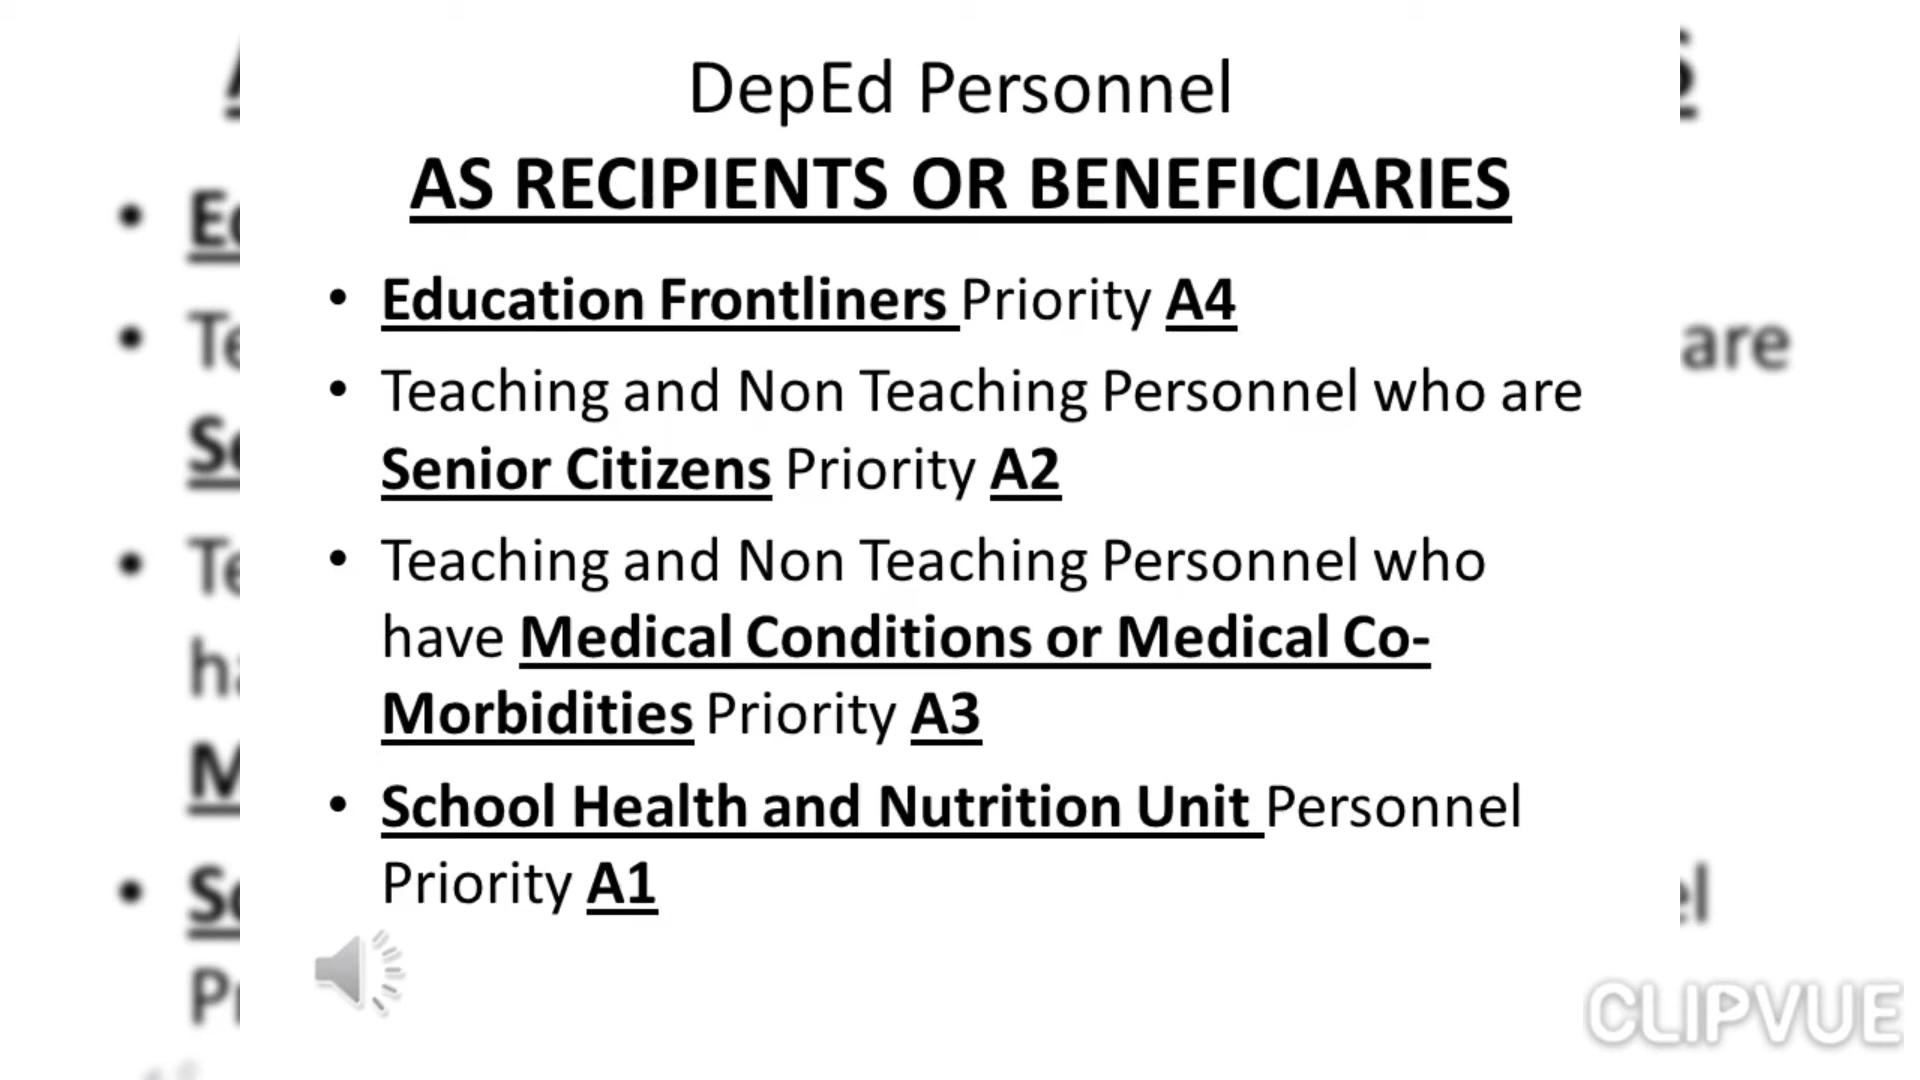 DepEd Personnel
AS RECIPIENTS OR BENEFICIARIES
• Education Frontliners Priority A4
• Teaching and Non Teaching Personnel who are
Senior Citizens Priority A2
• Teaching and Non Teaching Personnel who
have Medical Conditions or Medical Co-
Morbidities Priority A3
• School Health and Nutrition Unit Personnel
Priority A1
CLIPVUE